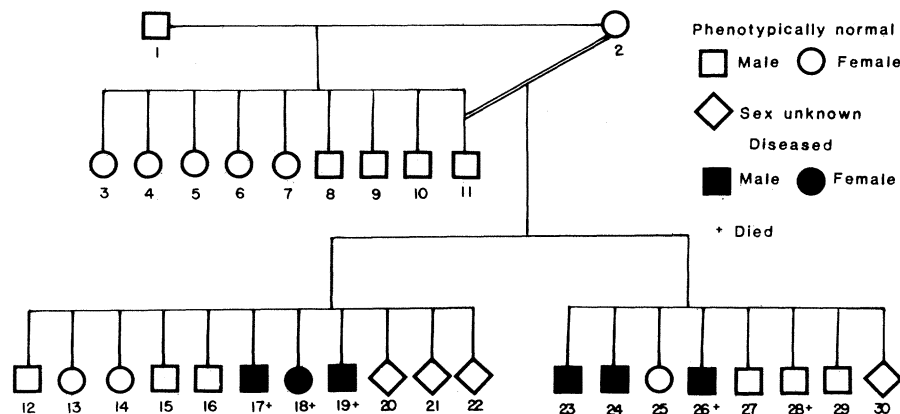 1
2
Phenotypically normal
Male Female
Sex unknown
Diseased
Male Female
+ Died
3 4 5 6 7 8 9 10 11
12 13 14 15 16 17+ 18+ 19+ 20 21 22 23 24 25 26+ 27 28+ 29 30